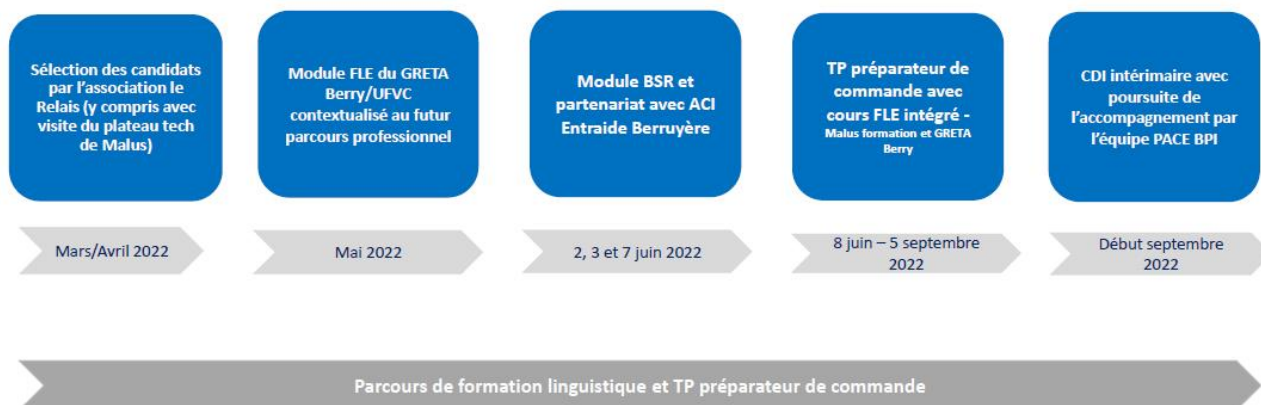 Sélection des candidats
par l'association le
Relais (y compris avec
visite du plateau tech
de Malus)
Module FLE du GRETA
Berry/UFVC
contextualisé au futur
parcours professionnel
Module BSR et
partenariat avec ACI
Entraide Berruyère
TP préparateur de
commande avec
cours FLE intégré -
Malus formation et GRETA
Berry
CDI intérimaire avec
poursuite de
l'accompagnement par
l'équipe PACE BPI
Mars/Avril 2022
Mai 2022
2, 3 et 7 juin 2022
8 juin – 5 septembre
2022
Début septembre
2022
Parcours de formation linguistique et TP préparateur de commande